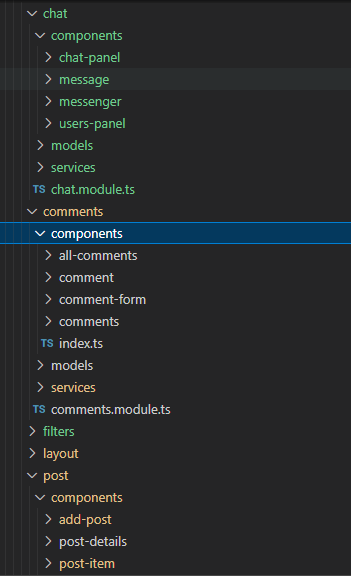 chat
components
chat-panel
message
messenger
users-panel
models
services
TS chat.module.ts
comments
components
all-comments
comment
comment-form
comments
TS index.ts
models
services
TS comments.module.ts
filters
layout
post
components
add-post
post-details
post-item